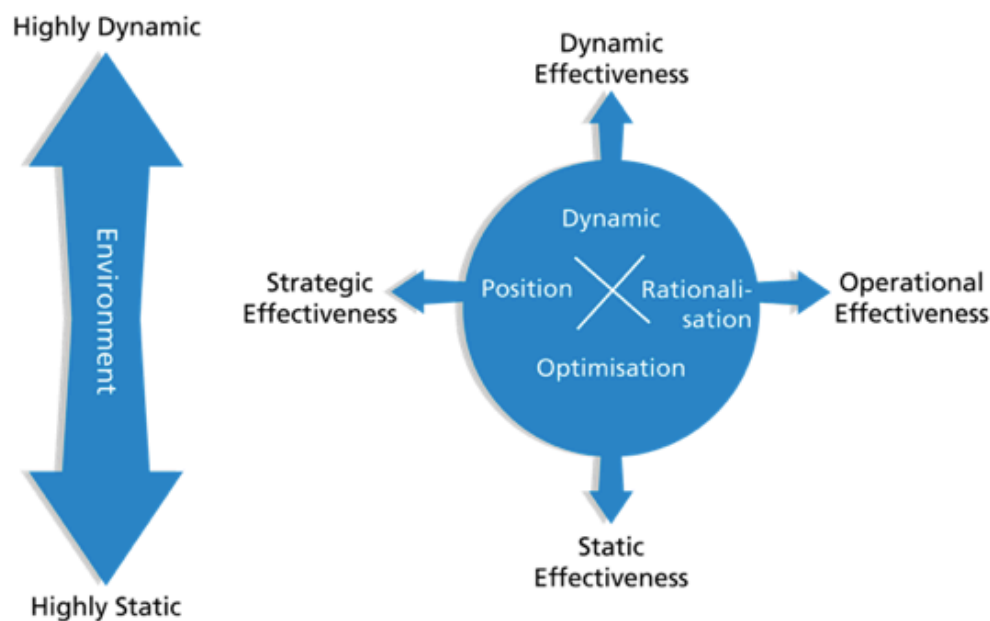 Highly Dynamic
Environment
Highly Static
Dynamic
Effectiveness
Strategic
Effectiveness
Dynamic
Position
Rationali-
sation
Optimisation
Operational
Effectiveness
Static
Effectiveness